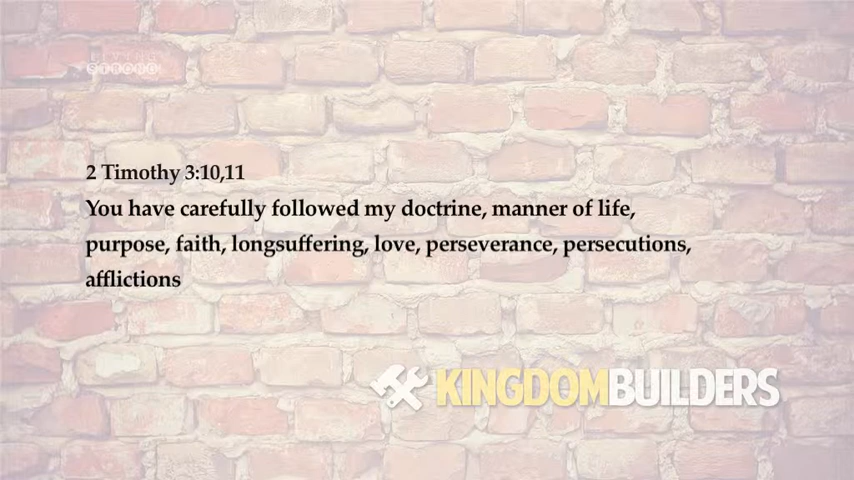 STRONG
2 Timothy 3:10,11
You have carefully followed my doctrine, manner of life,
purpose, faith, longsuffering, love, perseverance, persecutions,
afflictions
KINGDOMBUILDERS